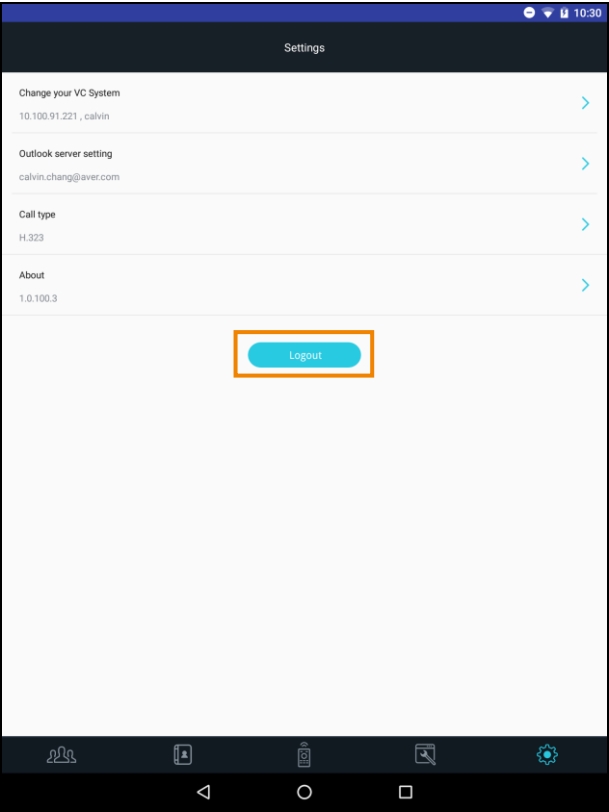 10:30
Settings
Change your VC System
10.100.91.221 , calvin
Outlook server setting
calvin.chang@aver.com
Call type
H.323
About
1.0.100.3
Logout